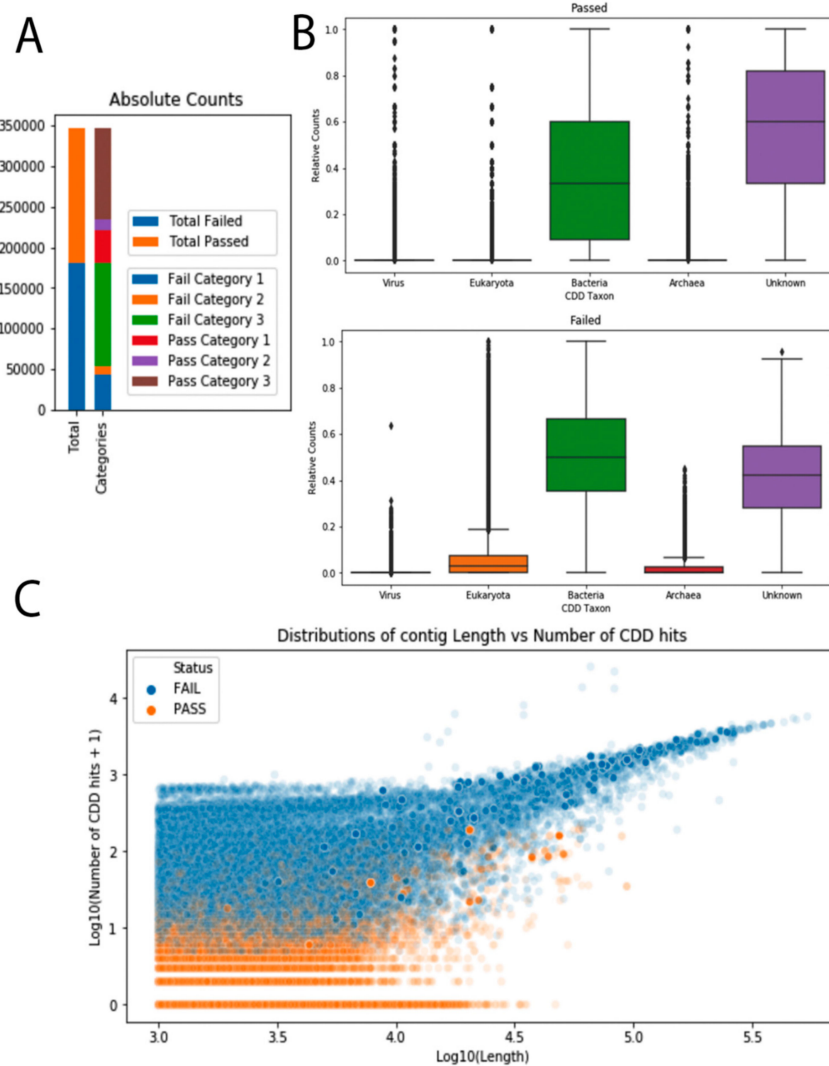 A
Absolute Counts
350000
300000
250000
200000
150000
100000
50000
0
Total
Categories
Total Failed
Total Passed
Fail Category 1
Fail Category 2
Fail Category 3
Pass Category 1
Pass Category 2
Pass Category 3
B
Passed
Relative Counts
1.0
0.8
0.6
0.4
0.2
0.0
Virus Eukaryota Bacteria Archaea Unknown
CDD Taxon
Failed
Relative Counts
1.0
0.8
0.6
0.4
0.2
0.0
Virus Eukaryota Bacteria Archaea Unknown
CDD Taxon
C
Distributions of contig Length vs Number of CDD hits
Status
FAIL
PASS
Log10(Number of CDD hits + 1)
4
3
2
1
0
3.0 3.5 4.0 4.5 5.0 5.5
Log10(Length)